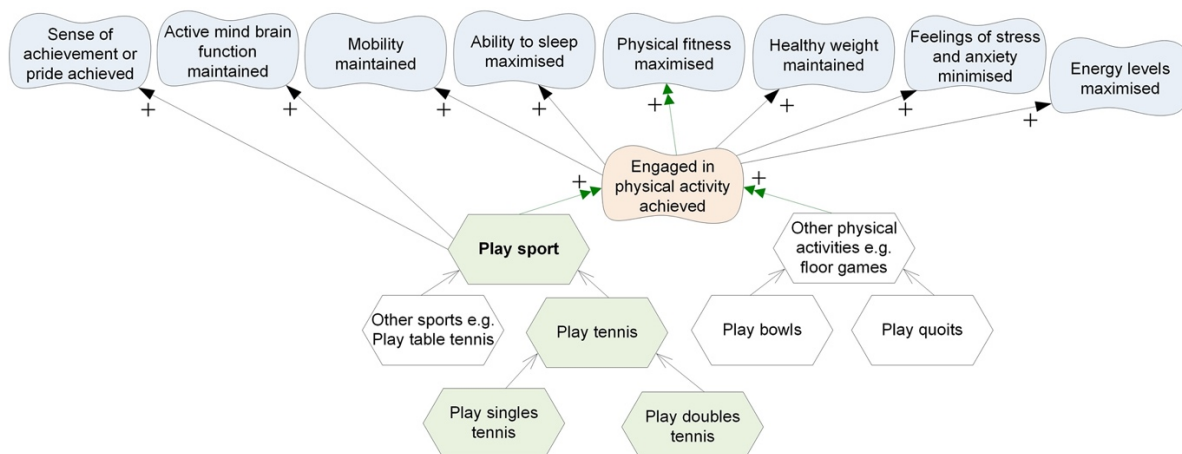 Sense of
achievement or
pride achieved
Active mind brain
function
maintained
Mobility
maintained
Ability to sleep
maximised
Physical fitness
maximised
Healthy weight
maintained
Feelings of stress
and anxiety
minimised
Energy levels
maximised
+
+
+
+
+
+
+
+
Engaged in
physical activity
achieved
+
+
Play sport
Other physical
activities e.g.
floor games
Other sports e.g.
Play table tennis
Play tennis
Play bowls
Play quoits
Play singles
tennis
Play doubles
tennis